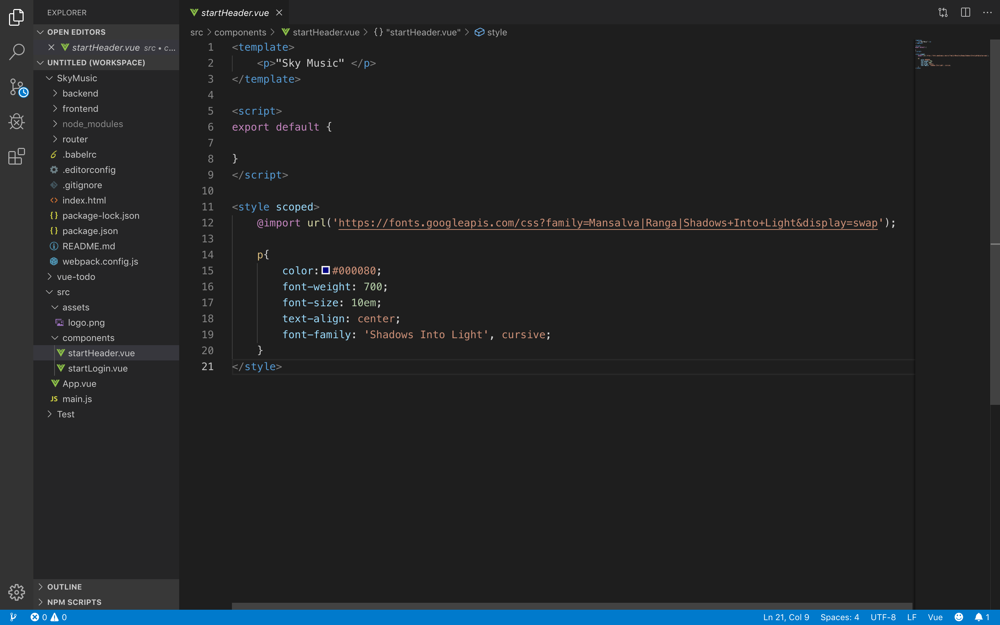 EXPLORER
OPEN EDITORS
startHeader.vue src • c...
UNTITLED (WORKSPACE)
SkyMusic
backend
frontend
node_modules
router
.babelrc
.editorconfig
.gitignore
index.html
package-lock.json
package.json
README.md
webpack.config.js
vue-todo
src
assets
logo.png
components
startHeader.vue
startLogin.vue
App.vue
JS main.js
Test
OUTLINE
NPM SCRIPTS
startHeader.vue
src > components > startHeader.vue > {} "startHeader.vue" > style
1 <template>
2 <p>"Sky Music" </p>
3 </template>
4
5 <script>
6 export default {
7
8 }
9 </script>
10
11 <style scoped>
12 @import url('https://fonts.googleapis.com/css?family=Mansalva|Ranga|Shadows+Into+Light&display=swap');
13
14 p{
15 color:#000080;
16 font-weight: 700;
17 font-size: 10em;
18 text-align: center;
19 font-family: 'Shadows Into Light', cursive;
20 }
21 </style>
0 0 Ln 21, Col 9 Spaces: 4 UTF-8 LF Vue 1